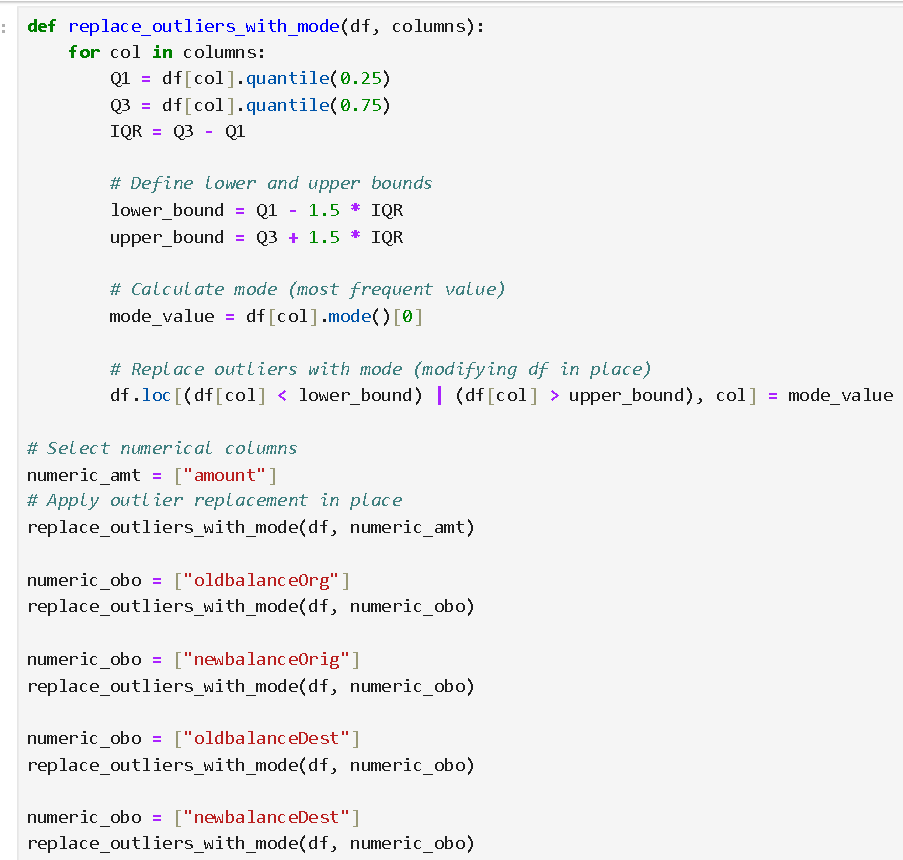 :
def replace_outliers_with_mode(df, columns):
    for col in columns:
        Q1 = df[col].quantile(0.25)
        Q3 = df[col].quantile(0.75)
        IQR = Q3 - Q1
        # Define lower and upper bounds
        lower_bound = Q1 - 1.5 * IQR
        upper_bound = Q3 + 1.5 * IQR
        # Calculate mode (most frequent value)
        mode_value = df[col].mode()[0]
        # Replace outliers with mode (modifying df in place)
        df.loc[(df[col] < lower_bound) | (df[col] > upper_bound), col] = mode_value
# Select numerical columns
numeric_amt = ["amount"]
# Apply outlier replacement in place
replace_outliers_with_mode(df, numeric_amt)
numeric_obo = ["oldbalanceOrg"]
replace_outliers_with_mode(df, numeric_obo)
numeric_obo = ["newbalanceOrig"]
replace_outliers_with_mode(df, numeric_obo)
numeric_obo = ["oldbalanceDest"]
replace_outliers_with_mode(df, numeric_obo)
numeric_obo = ["newbalanceDest"]
replace_outliers_with_mode(df, numeric_obo)